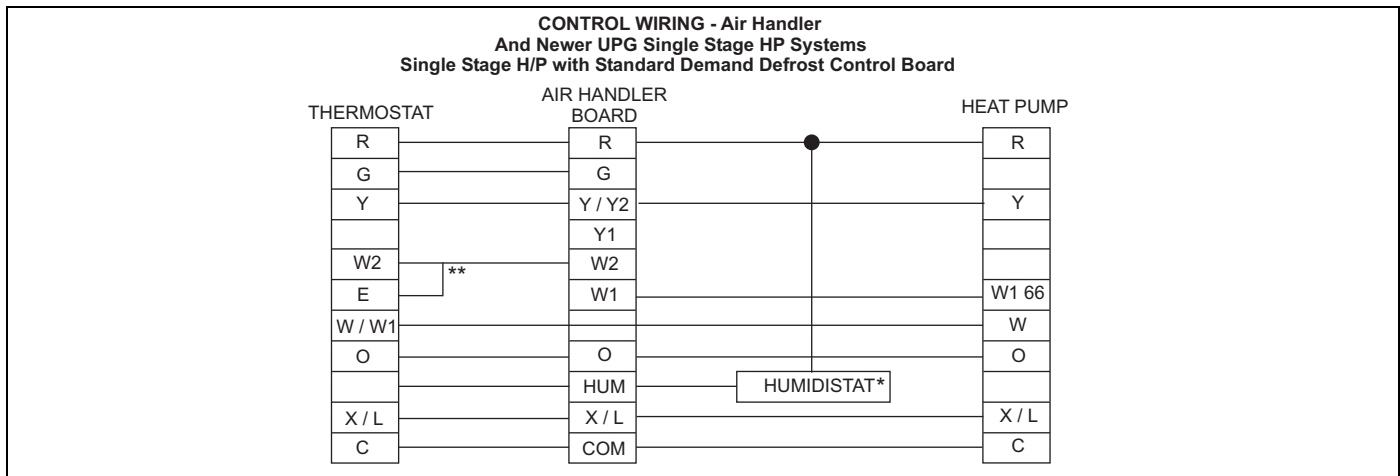 CONTROL WIRING - Air Handler
And Newer UPG Single Stage HP Systems
Single Stage H/P with Standard Demand Defrost Control Board
THERMOSTAT
R
G
Y
W2
E
W / W1
O
X / L
C
**
AIR HANDLER
BOARD
R
G
Y / Y2
Y1
W2
W1
O
HUM
X / L
COM
HUMIDISTAT*
HEAT PUMP
R
Y
W1 66
W
O
X / L
C